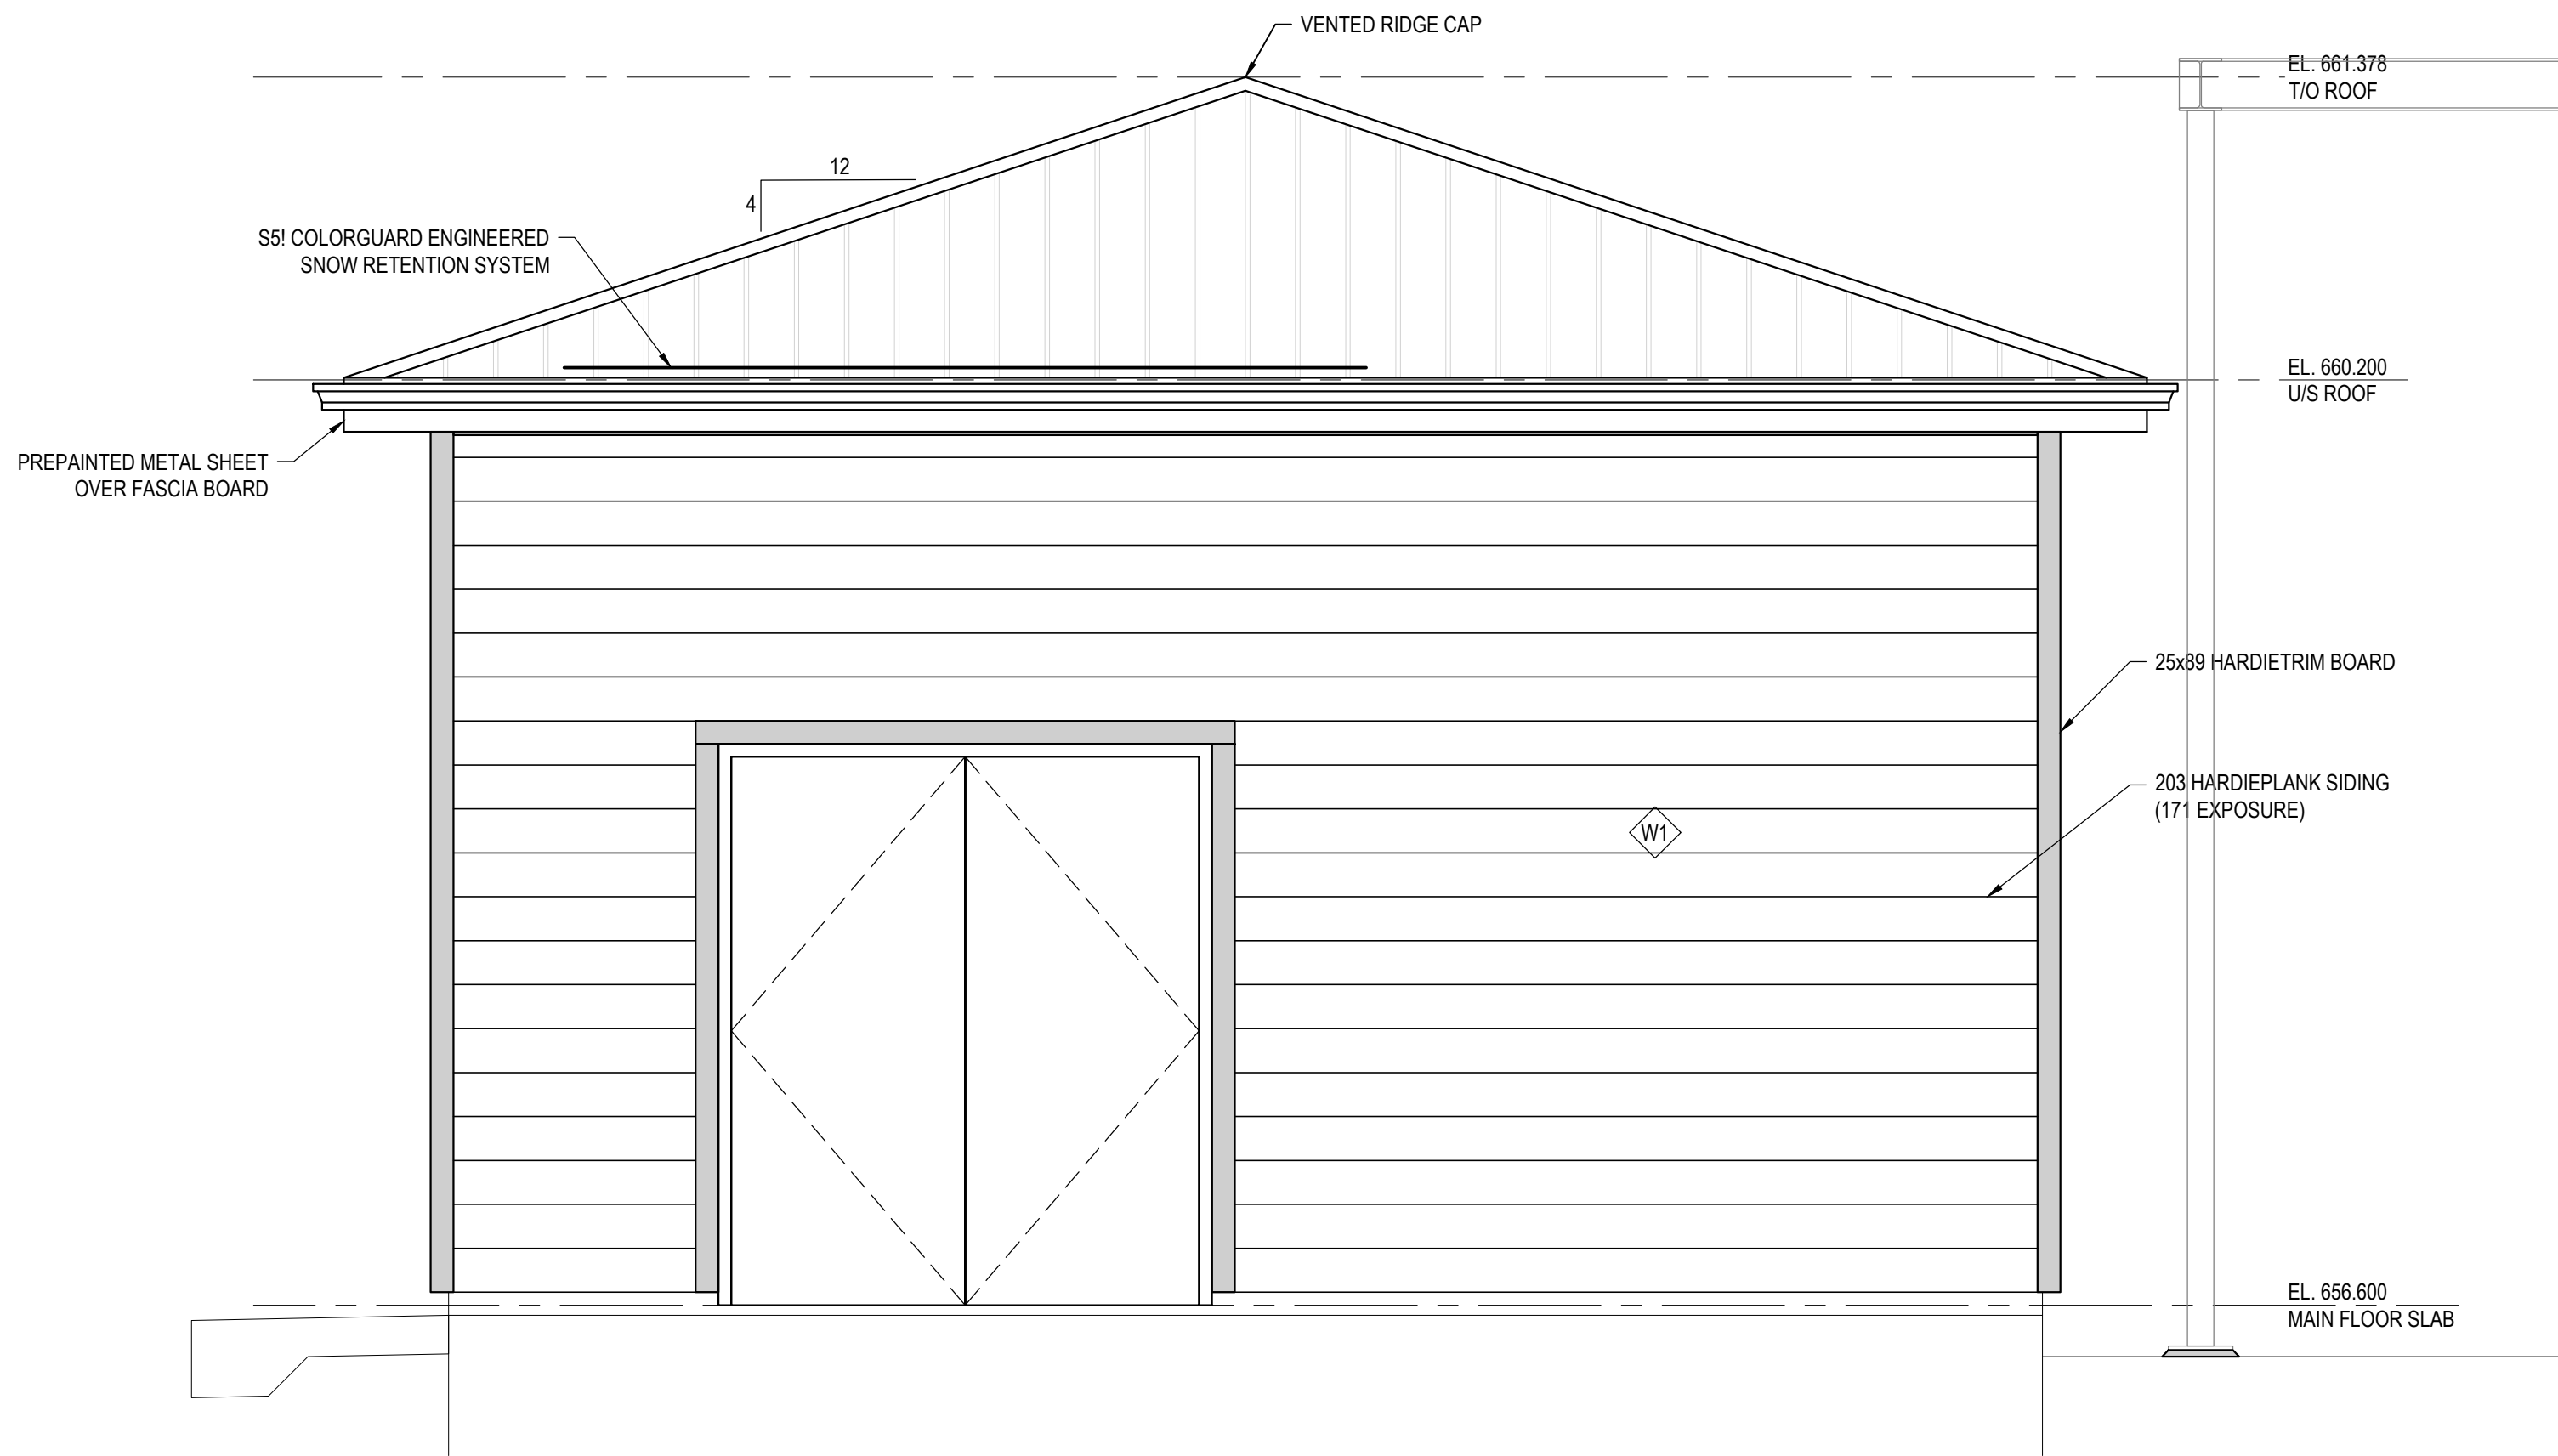 VENTED RIDGE CAP
EL. 661.378
T/O ROOF
12
4
S5! COLORGUARD ENGINEERED
SNOW RETENTION SYSTEM
EL. 660.200
U/S ROOF
PREPAINTED METAL SHEET
OVER FASCIA BOARD
25x89 HARDIETRIM BOARD
203 HARDIEPLANK SIDING
(171 EXPOSURE)
W1
EL. 656.600
MAIN FLOOR SLAB